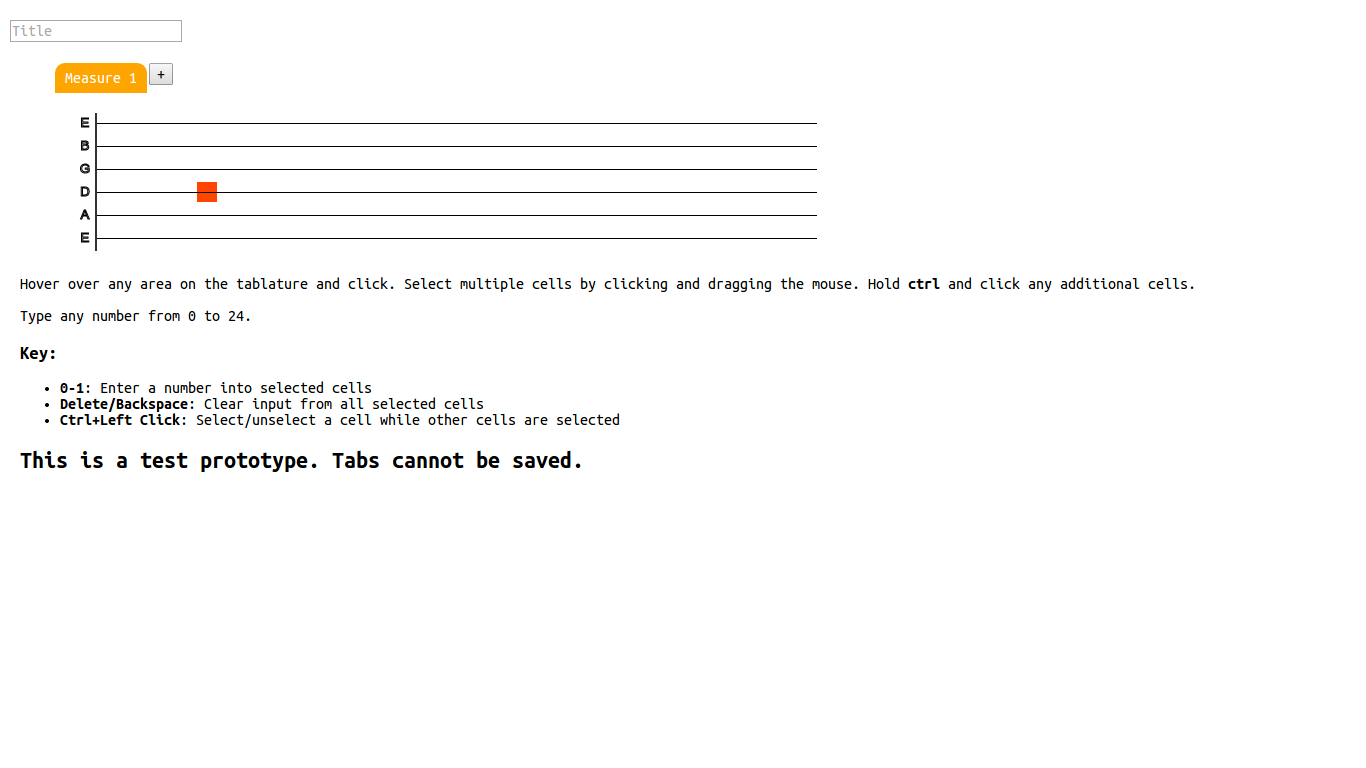 Title
Measure 1 +
E
B
G
D
A
E
Hover over any area on the tablature and click. Select multiple cells by clicking and dragging the mouse. Hold ctrl and click any additional cells.
Type any number from 0 to 24.
Key:
• 0-1: Enter a number into selected cells
• Delete/Backspace: Clear input from all selected cells
• Ctrl+Left Click: Select/unselect a cell while other cells are selected
This is a test prototype. Tabs cannot be saved.